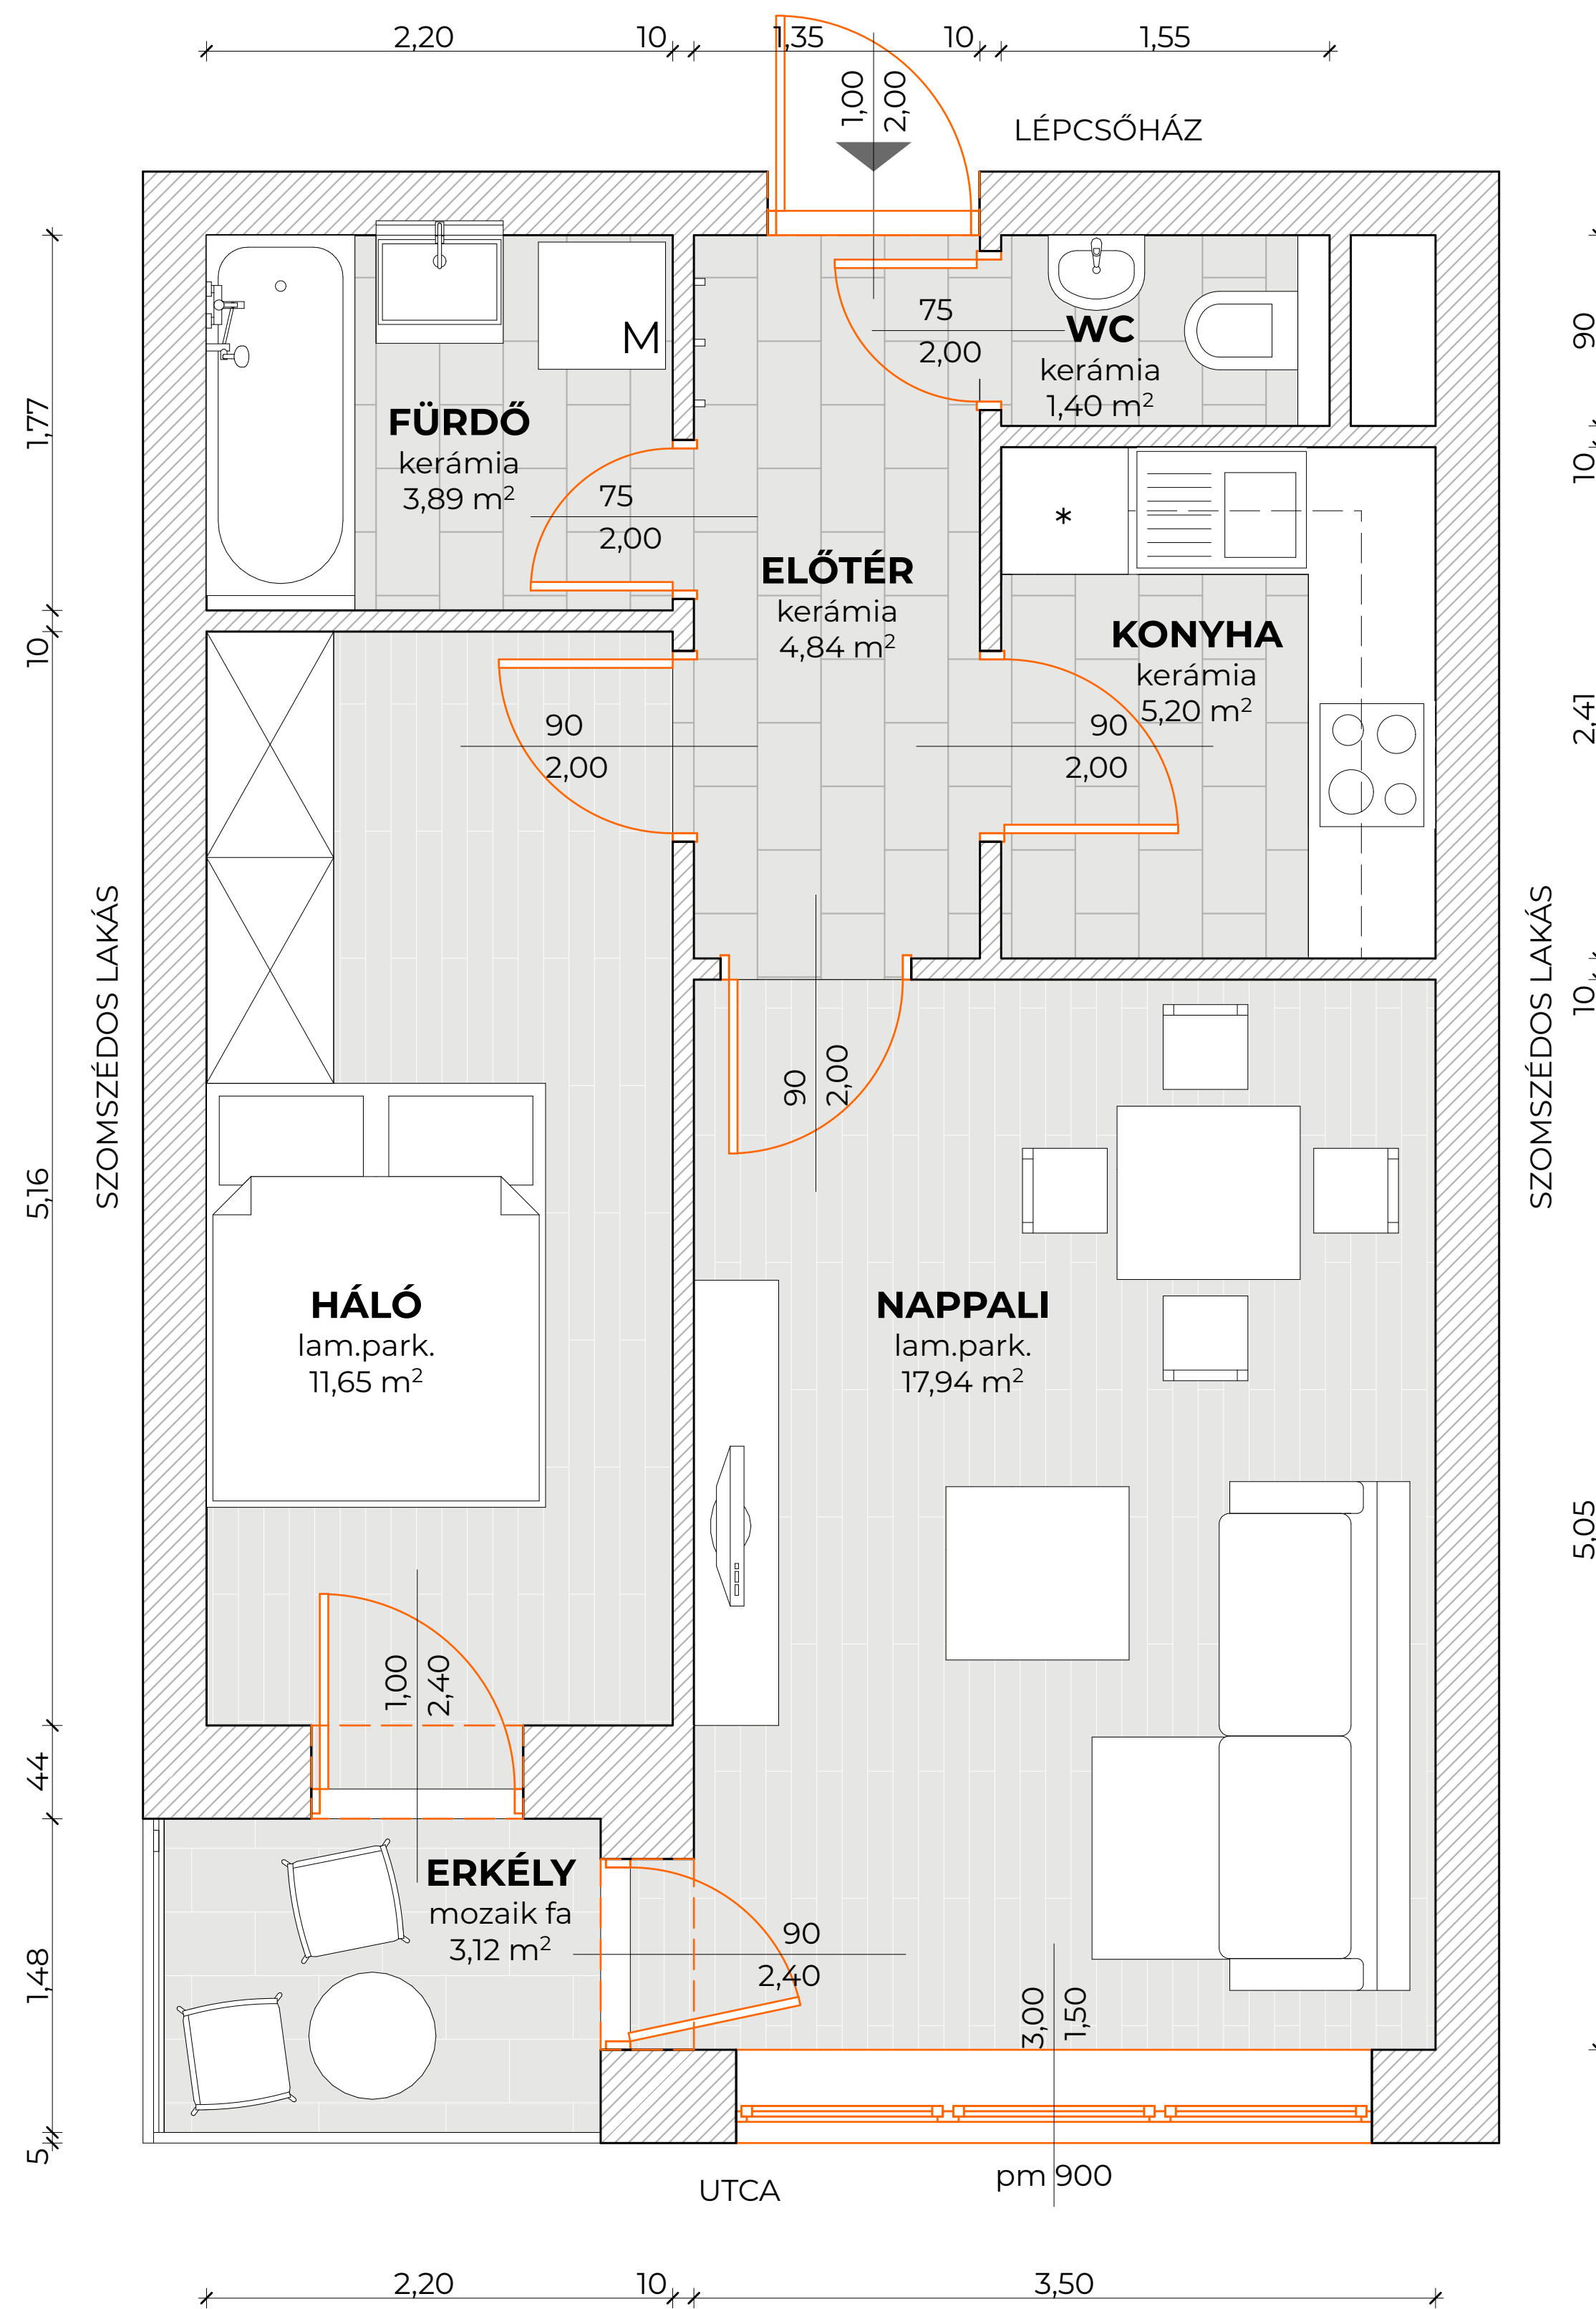 2,20
10
1,35
10
1,55
1,00
2,00
LÉPCSŐHÁZ
75
2,00
WC
kerámia
1,40 m²
M
FÜRDŐ
kerámia
3,89 m²
75
2,00
*
ELŐTÉR
kerámia
4,84 m²
KONYHA
kerámia
5,20 m²
90
2,00
90
2,00
1,77
10
5,16
44
1,48
5
SZOMSZÉDOS LAKÁS
90
10
2,41
10
5,05
SZOMSZÉDOS LAKÁS
90
2,00
HÁLÓ
lam.park.
11,65 m²
NAPPALI
lam.park.
17,94 m²
1,00
2,40
ERKÉLY
mozaik fa
3,12 m²
90
2,40
3,00
1,50
pm 900
UTCA
2,20
10
3,50